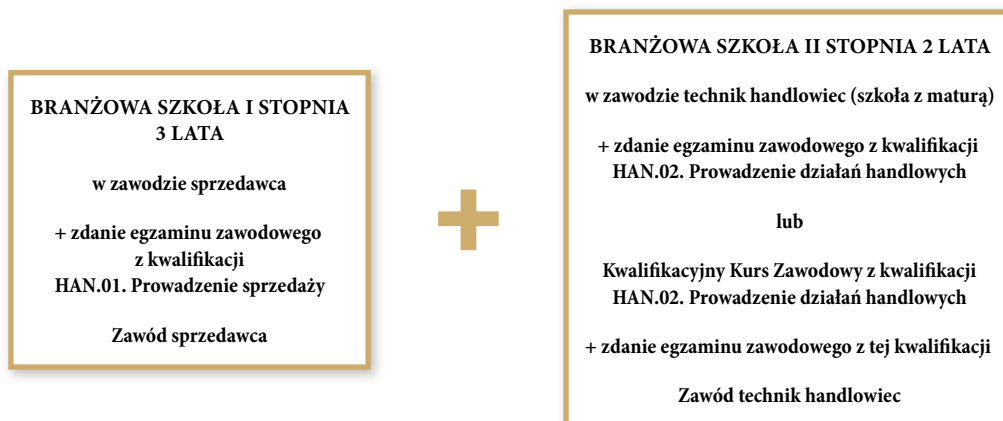 BRANŻOWA SZKOŁA I STOPNIA
3 LATA
w zawodzie sprzedawca
+ zdanie egzaminu zawodowego
z kwalifikacji
HAN.01. Prowadzenie sprzedaży
Zawód sprzedawca
+
BRANŻOWA SZKOŁA II STOPNIA 2 LATA
w zawodzie technik handlowiec (szkoła z maturą)
+ zdanie egzaminu zawodowego z kwalifikacji
HAN.02. Prowadzenie działań handlowych
lub
Kwalifikacyjny Kurs Zawodowy z kwalifikacji
HAN.02. Prowadzenie działań handlowych
+ zdanie egzaminu zawodowego z tej kwalifikacji
Zawód technik handlowiec